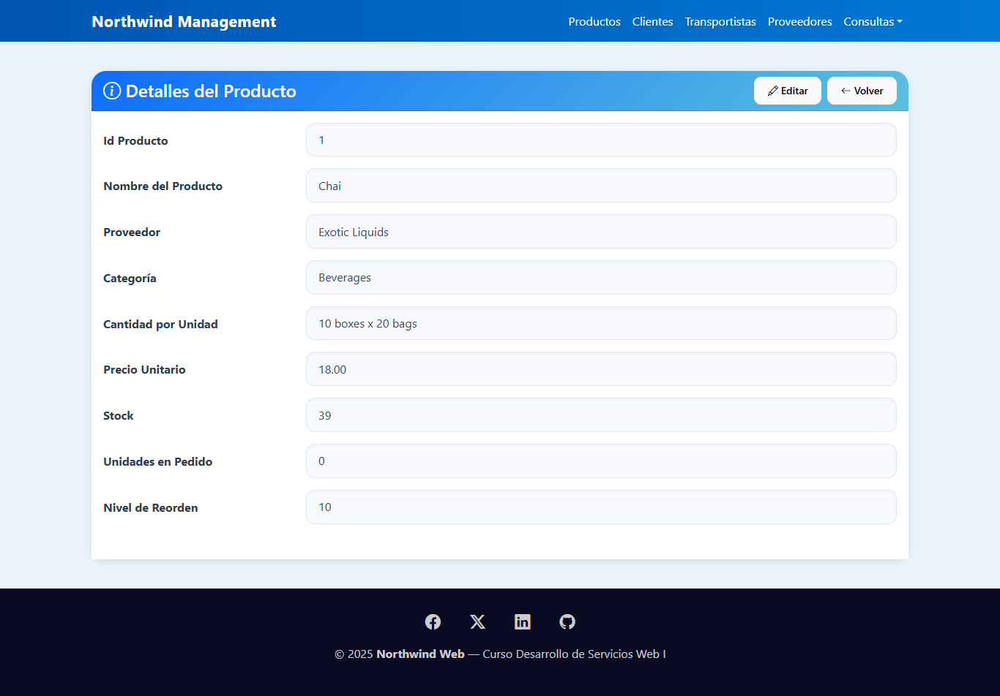 Northwind Management
Productos Clientes Transportistas Proveedores Consultas
Detalles del Producto
Editar
Volver
Id Producto 1
Nombre del Producto Chai
Proveedor Exotic Liquids
Categoría Beverages
Cantidad por Unidad 10 boxes x 20 bags
Precio Unitario 18.00
Stock 39
Unidades en Pedido 0
Nivel de Reorden 10
© 2025 Northwind Web — Curso Desarrollo de Servicios Web I